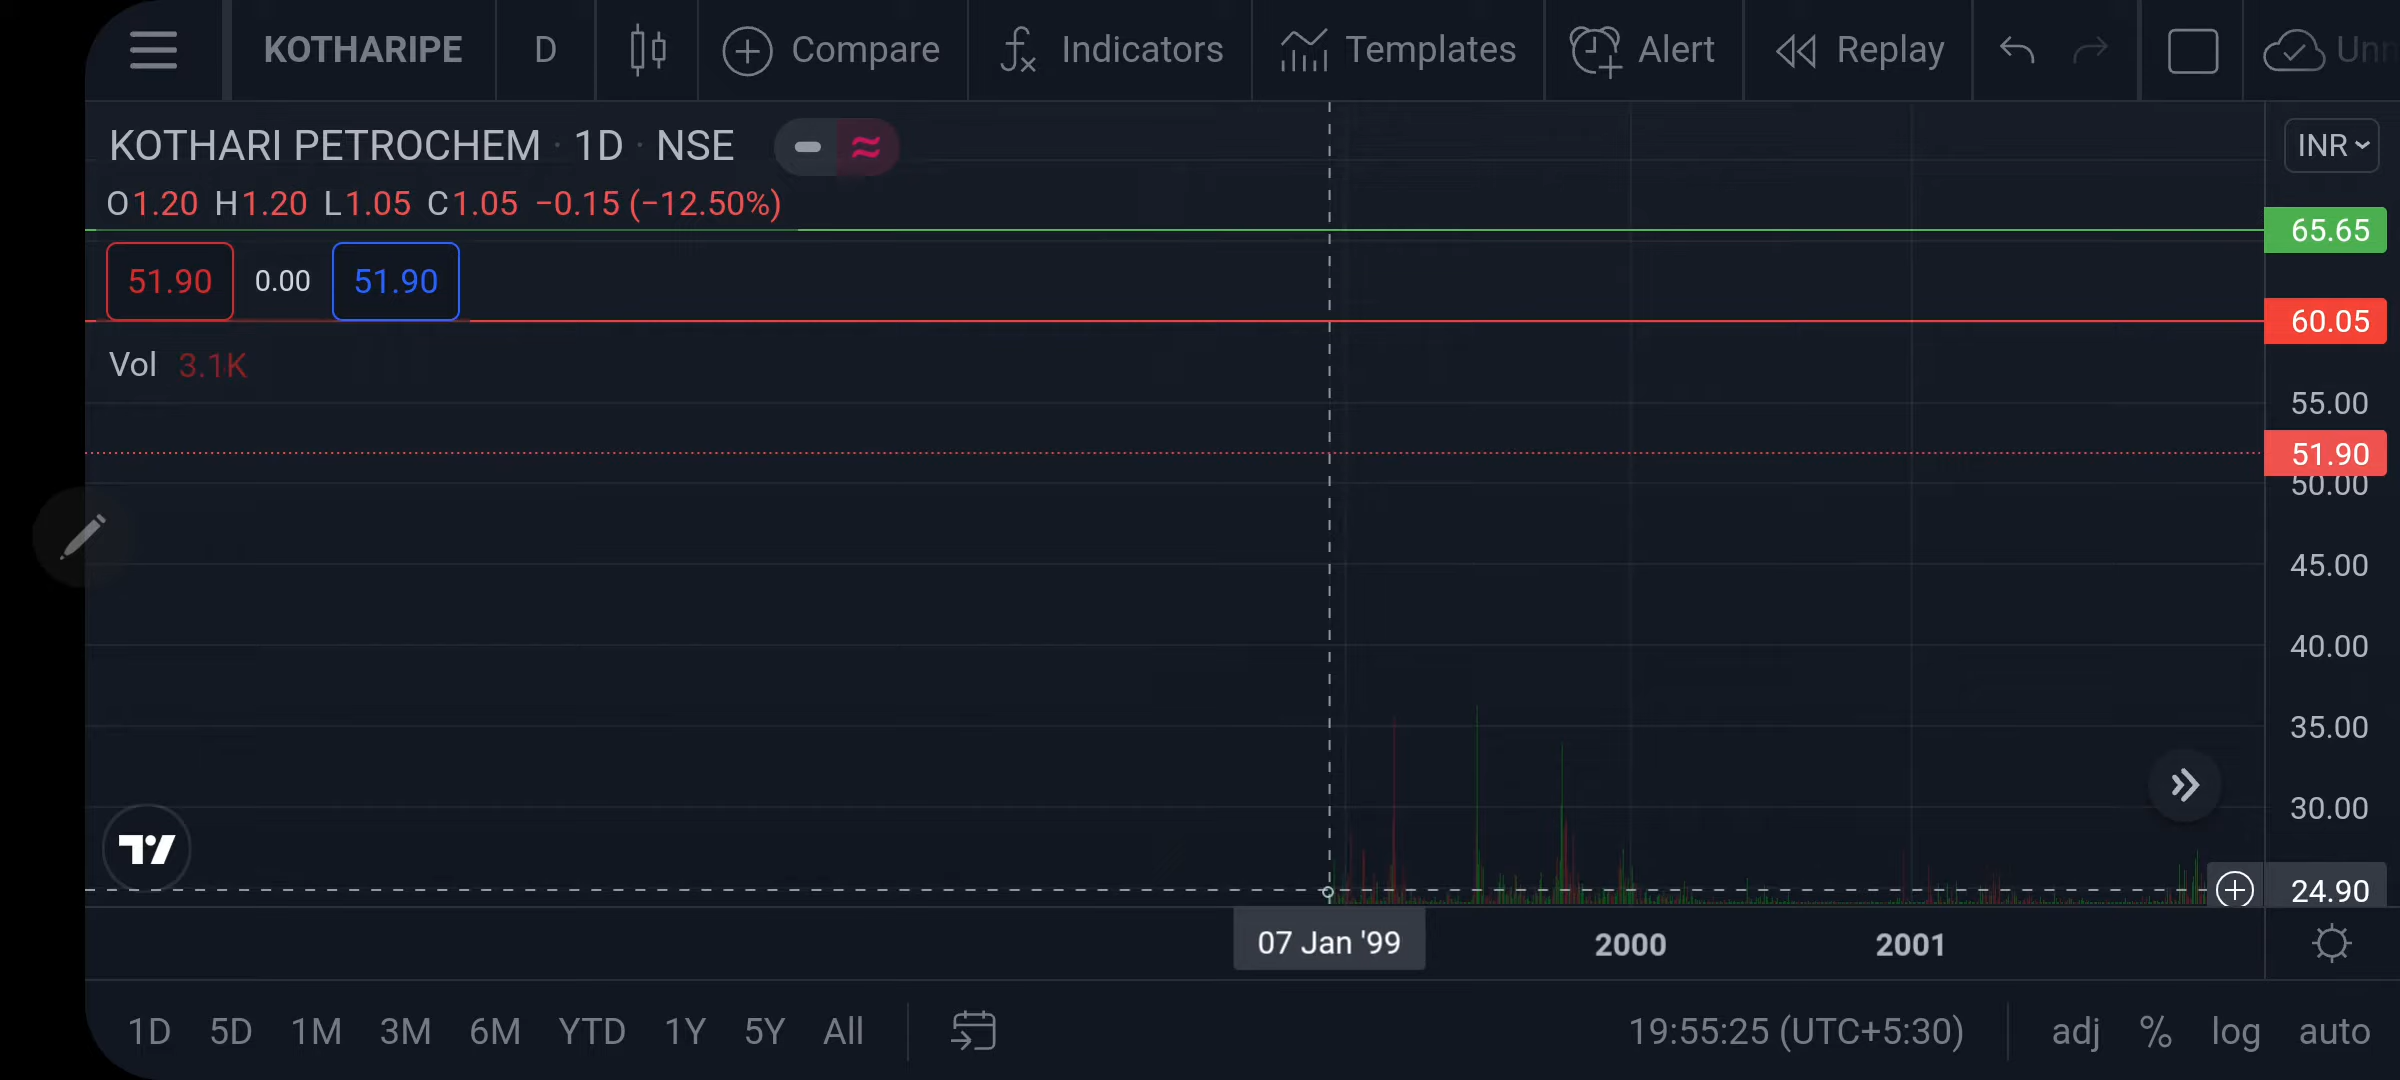 KOTHARIPE D Compare Indicators Templates Alert Replay
KOTHARI PETROCHEM · 1D · NSE
INR
O1.20 H1.20 L1.05 C1.05 −0.15 (−12.50%)
65.65
51.90 0.00 51.90
60.05
Vol 3.1K
55.00
51.90
50.00
45.00
40.00
35.00
30.00
24.90
07 Jan '99 2000 2001
1D 5D 1M 3M 6M YTD 1Y 5Y All 19:55:25 (UTC+5:30) adj % log auto